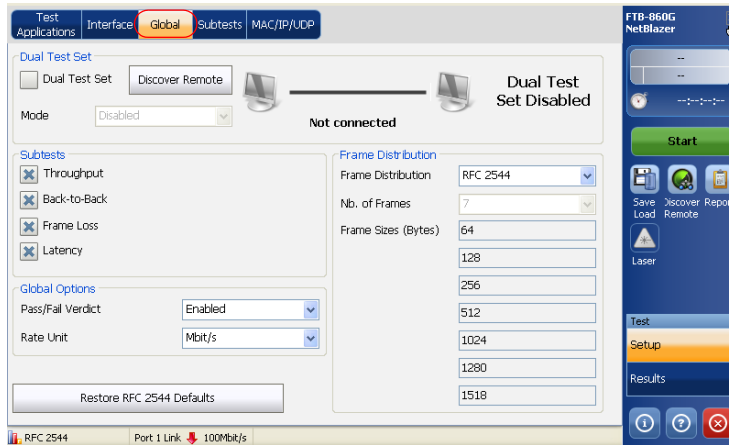 Test Applications
Interface
Global
Subtests
MAC/IP/UDP
Dual Test Set
Dual Test Set
Discover Remote
Dual Test Set Disabled
Mode
Disabled
Not connected
Subtests
Throughput
Back-to-Back
Frame Loss
Latency
Global Options
Pass/Fail Verdict
Enabled
Rate Unit
Mbit/s
Restore RFC 2544 Defaults
Frame Distribution
Frame Distribution
RFC 2544
Nb. of Frames
7
Frame Sizes (Bytes)
64
128
256
512
1024
1280
1518
RFC 2544
Port 1 Link
100Mbit/s
FTB-860G
NetBlazer
--
--
--:--:--
Start
Save Load
Discover Remote
Repor
Laser
Test
Setup
Results